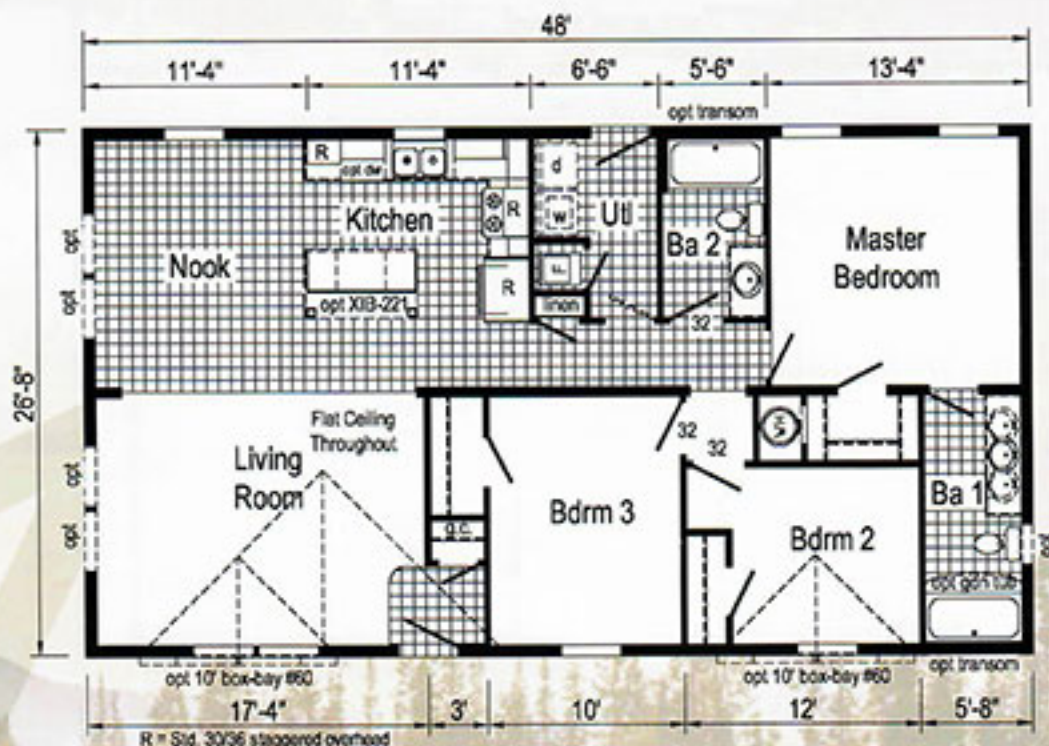 48'
11'-4" 11'-4" 6'-6" 5'-6" 13'-4"
opt transom
R
opt dw
d
Kitchen
R
w
Utl
Ba 2
Master
Bedroom
opt
Nook
opt
opt XIB-221
R
linen
32
26'-8"
Flat Ceiling
Throughout
Living
Room
opt
opt
32
32
WH
Bdrm 3
Bdrm 2
Ba 1
g.c.
opt
opt gdn tub
opt 10' box-bay #60
opt 10' box-bay #60
opt transom
17'-4" 3' 10' 12' 5'-8"
R = Std. 30/36 staggered overhead